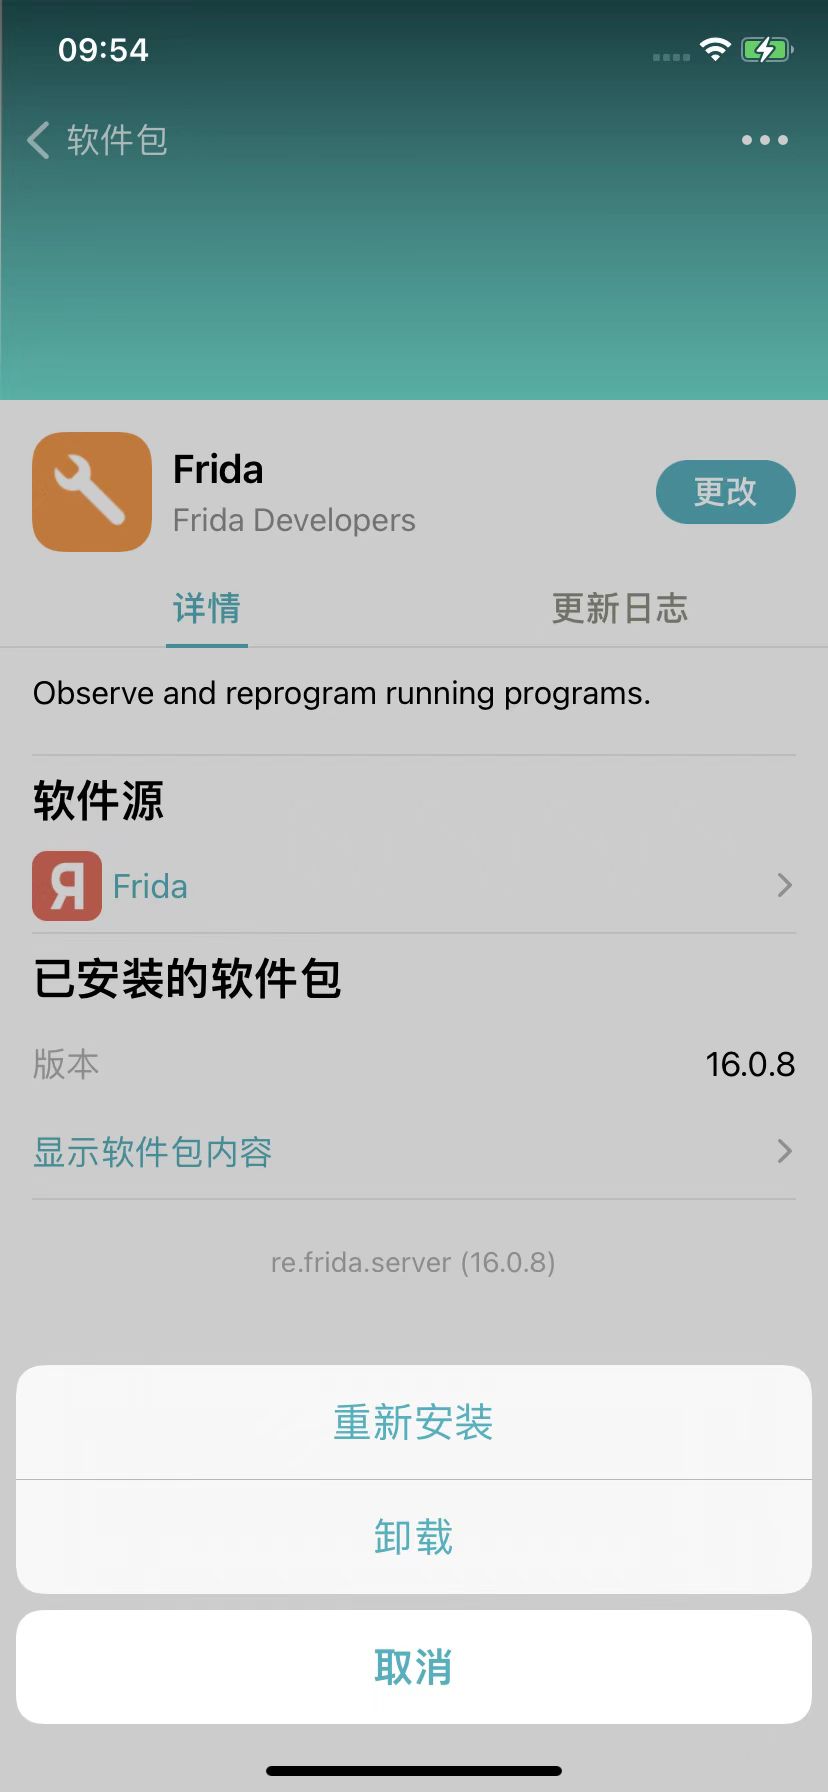 09:54
软件包
Frida
Frida Developers
更改
详情
更新日志
Observe and reprogram running programs.
软件源
Frida
已安装的软件包
版本
16.0.8
显示软件包内容
re.frida.server (16.0.8)
重新安装
卸载
取消